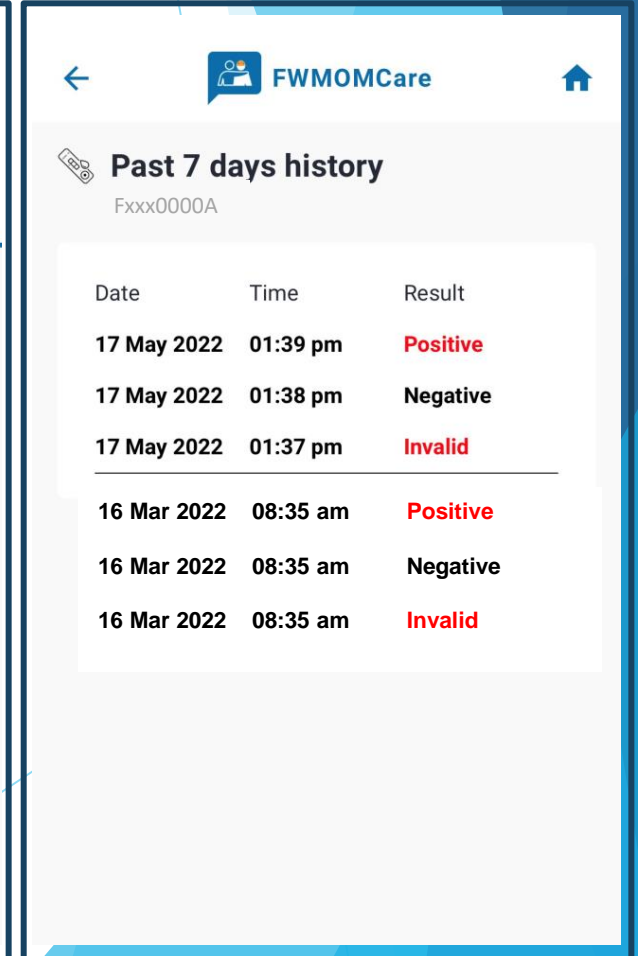 FWMOMCare
Past 7 days history
Fxxx0000A
Date Time Result
17 May 2022 01:39 pm Positive
17 May 2022 01:38 pm Negative
17 May 2022 01:37 pm Invalid
16 Mar 2022 08:35 am Positive
16 Mar 2022 08:35 am Negative
16 Mar 2022 08:35 am Invalid